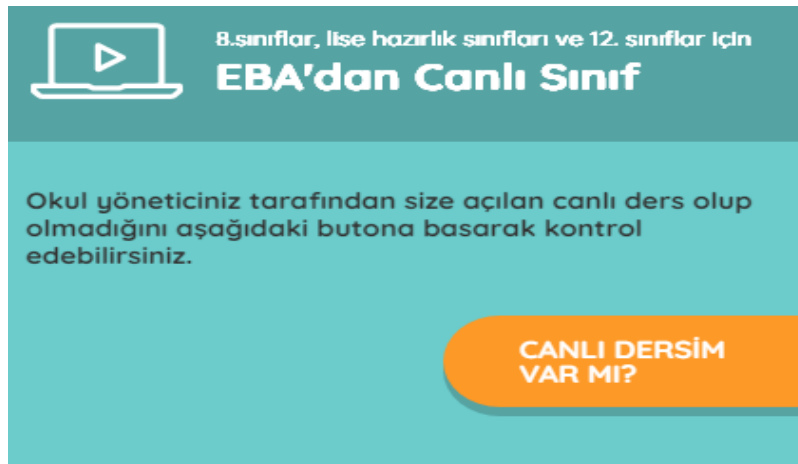 8.sınıflar, lise hazırlık sınıfları ve 12. sınıflar için
EBA'dan Canlı Sınıf
Okul yöneticiniz tarafından size açılan canlı ders olup
olmadığını aşağıdaki butona basarak kontrol
edebilirsiniz.
CANLI DERSİM
VAR MI?